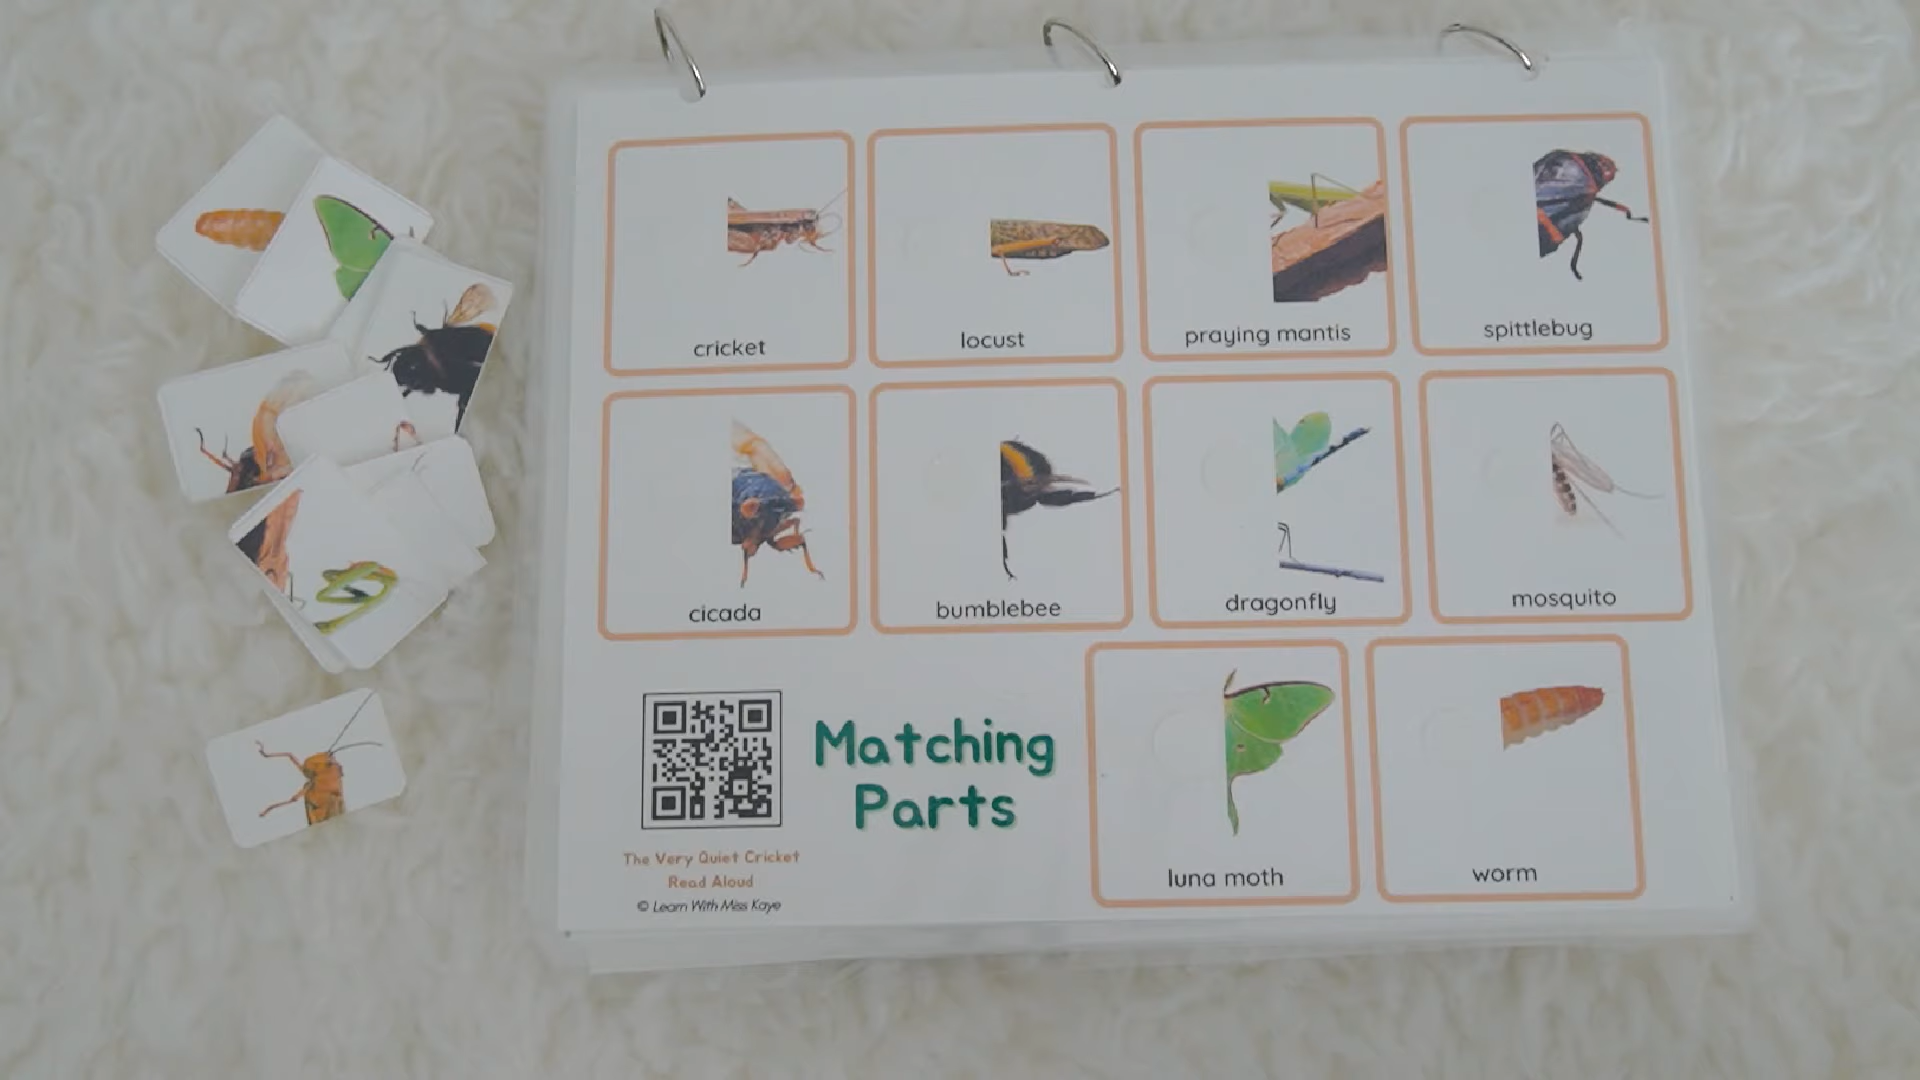 cricket
locust
praying mantis
spittlebug
cicada
bumblebee
dragonfly
mosquito
Matching
Parts
The Very Quiet Cricket
Read Aloud
© Learn With Miss Kaye
luna moth
worm